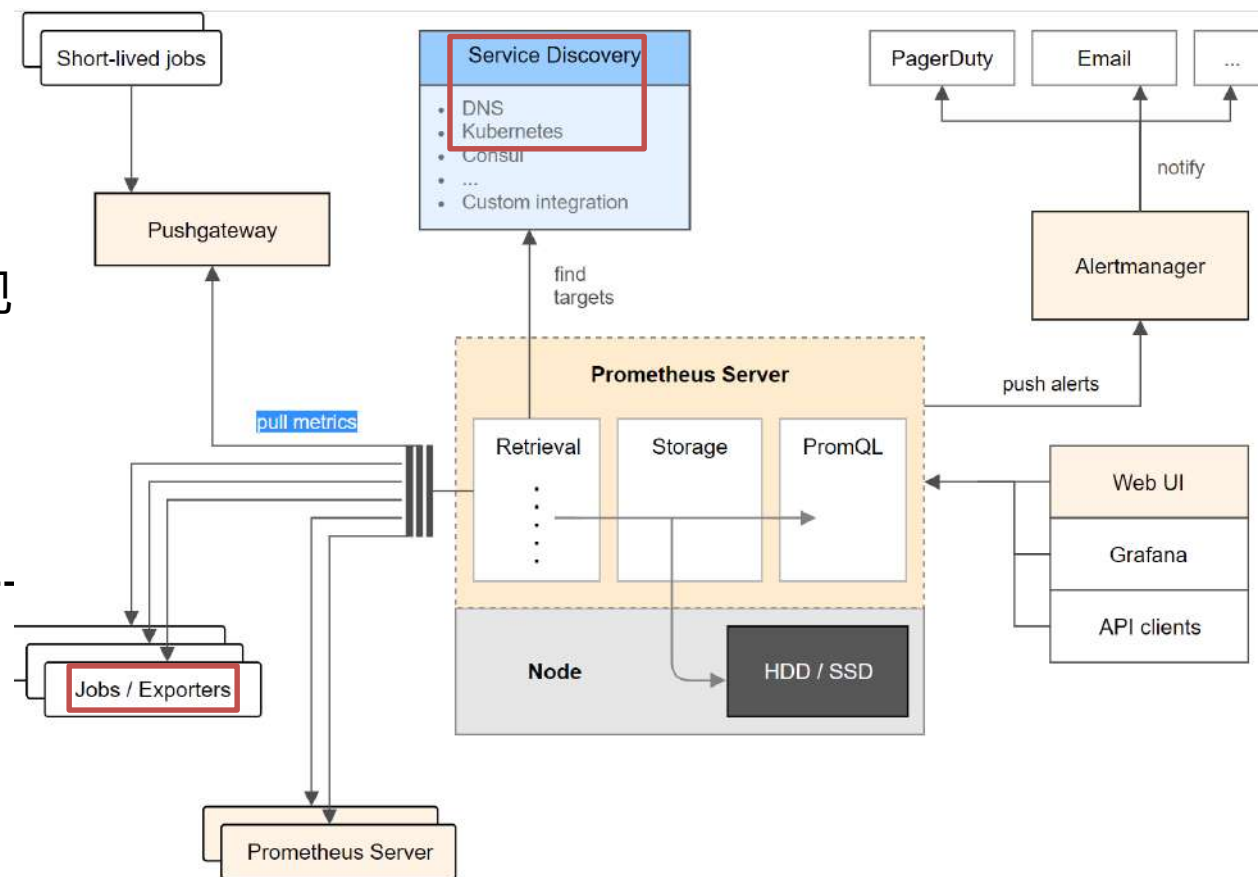 Short-lived jobs
Service Discovery
• DNS
• Kubernetes
• Consul
• ...
• Custom integration
PagerDuty
Email
...
notify
Pushgateway
Alertmanager
find
targets
Prometheus Server
push alerts
pull metrics
Retrieval
Storage
PromQL
Web UI
Grafana
API clients
Jobs / Exporters
Node
HDD / SSD
Prometheus Server